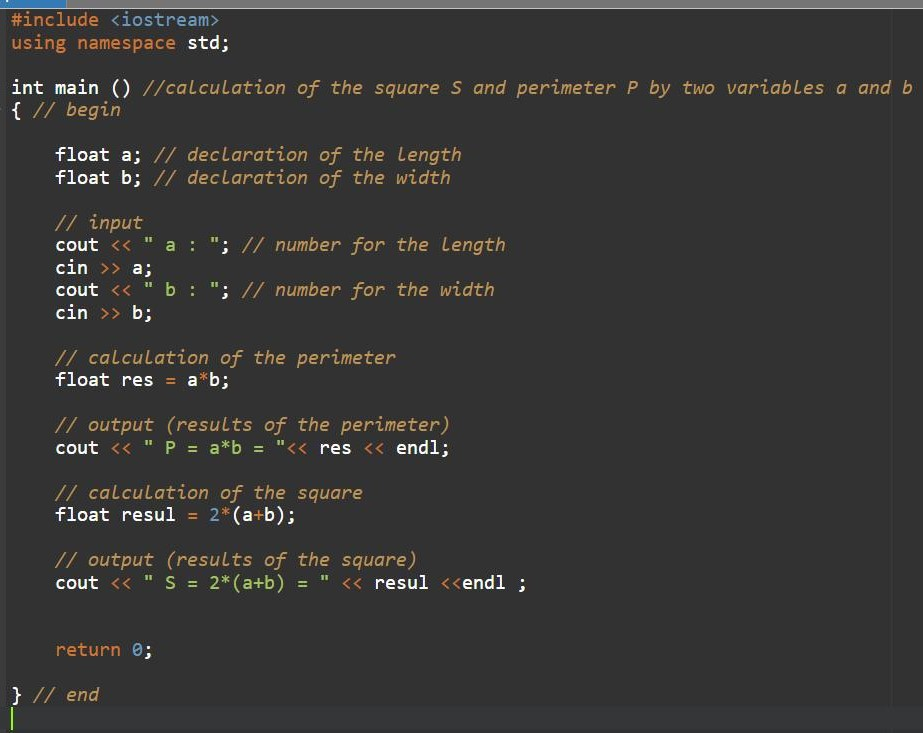 #include <iostream>
using namespace std;
int main () //calculation of the square S and perimeter P by two variables a and b
{ // begin
float a; // declaration of the length
float b; // declaration of the width
// input
cout << " a : "; // number for the length
cin >> a;
cout << " b : "; // number for the width
cin >> b;
// calculation of the perimeter
float res = a*b;
// output (results of the perimeter)
cout << " P = a*b = "<< res << endl;
// calculation of the square
float resul = 2*(a+b);
// output (results of the square)
cout << " S = 2*(a+b) = " << resul <<endl ;
return 0;
} // end